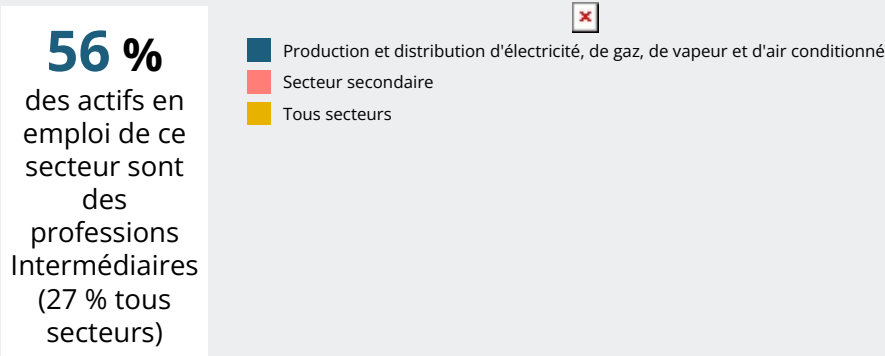 56 %
des actifs en
emploi de ce
secteur sont
des
professions
Intermédiaires
(27 % tous
secteurs)
Production et distribution d'électricité, de gaz, de vapeur et d'air conditionné
Secteur secondaire
Tous secteurs